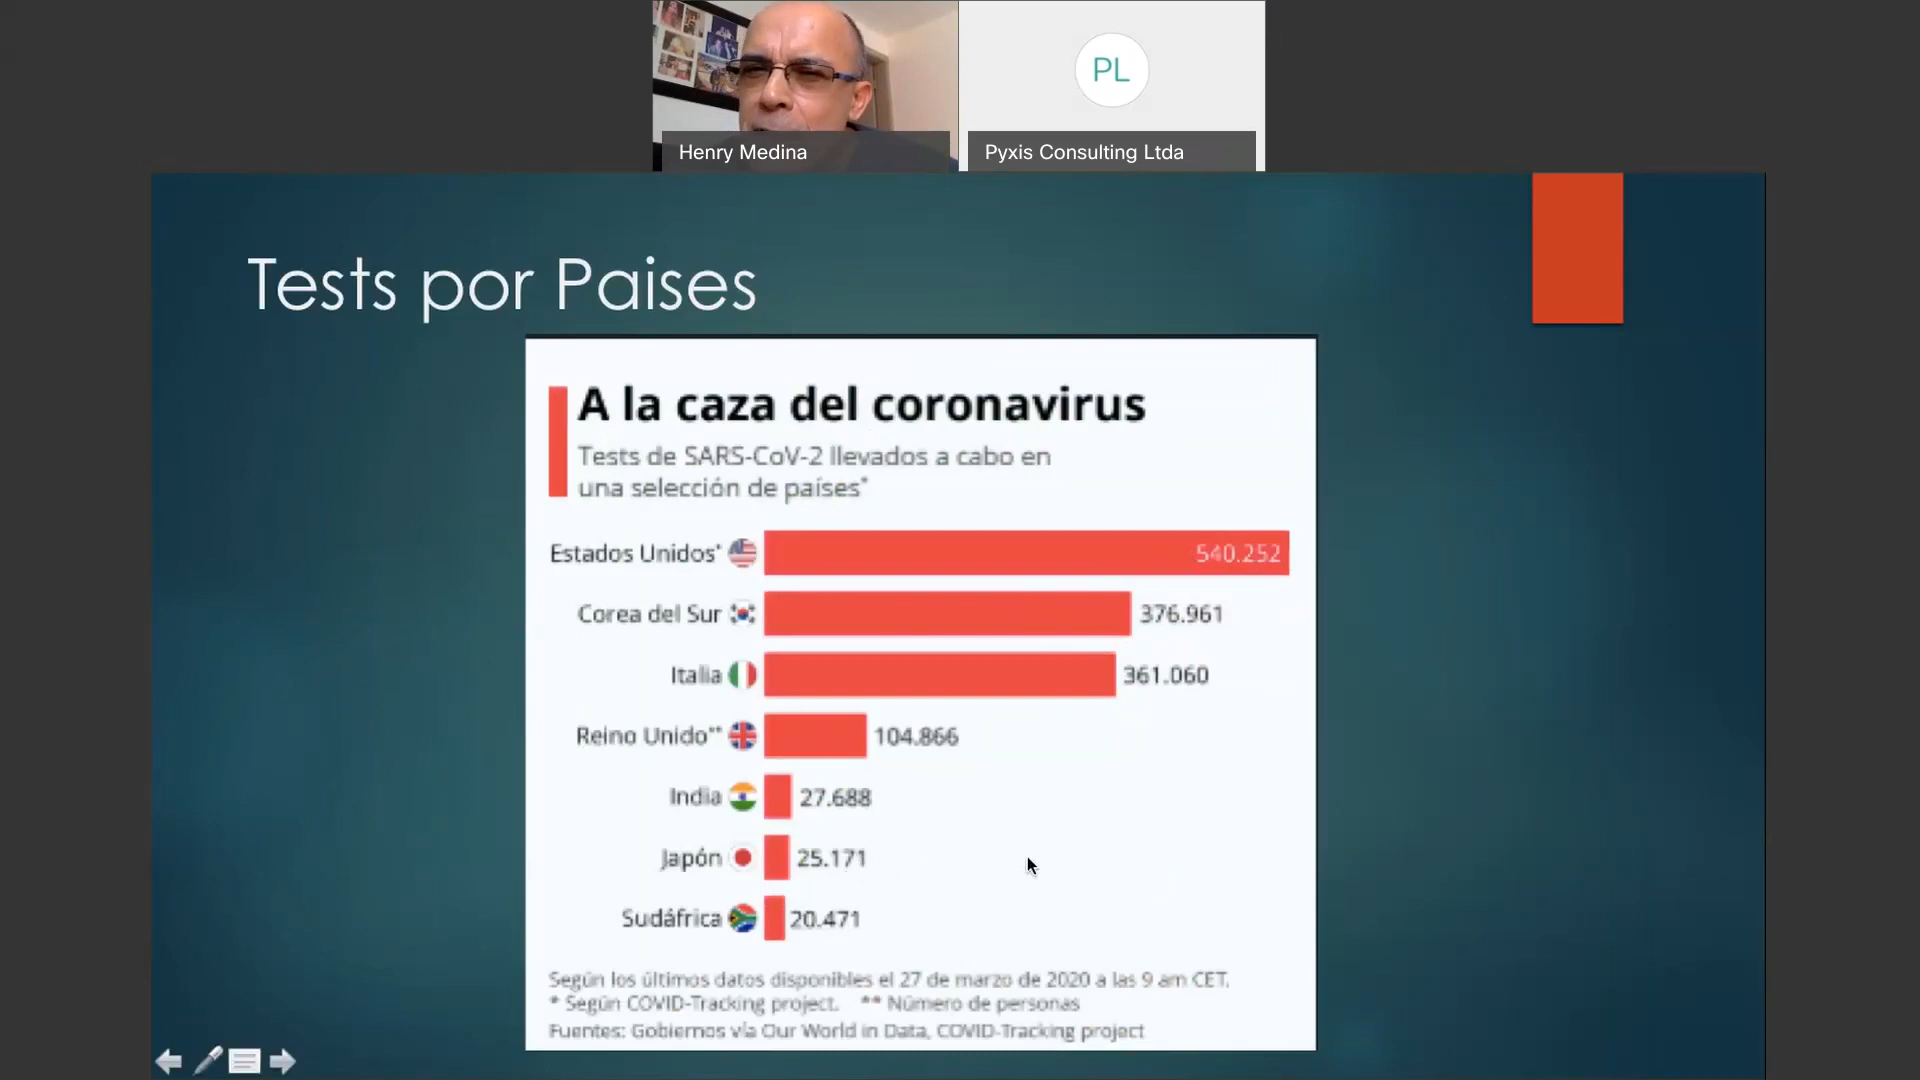 PL
Henry Medina
Pyxis Consulting Ltda
Tests por Paises
A la caza del coronavirus
Tests de SARS-CoV-2 llevados a cabo en
una selección de países*
Estados Unidos* 540.252
Corea del Sur 376.961
Italia 361.060
Reino Unido** 104.866
India 27.688
Japón 25.171
Sudáfrica 20.471
Según los últimos datos disponibles el 27 de marzo de 2020 a las 9 am CET.
* Según COVID-Tracking project. ** Número de personas
Fuentes: Gobiernos vía Our World in Data, COVID-Tracking project